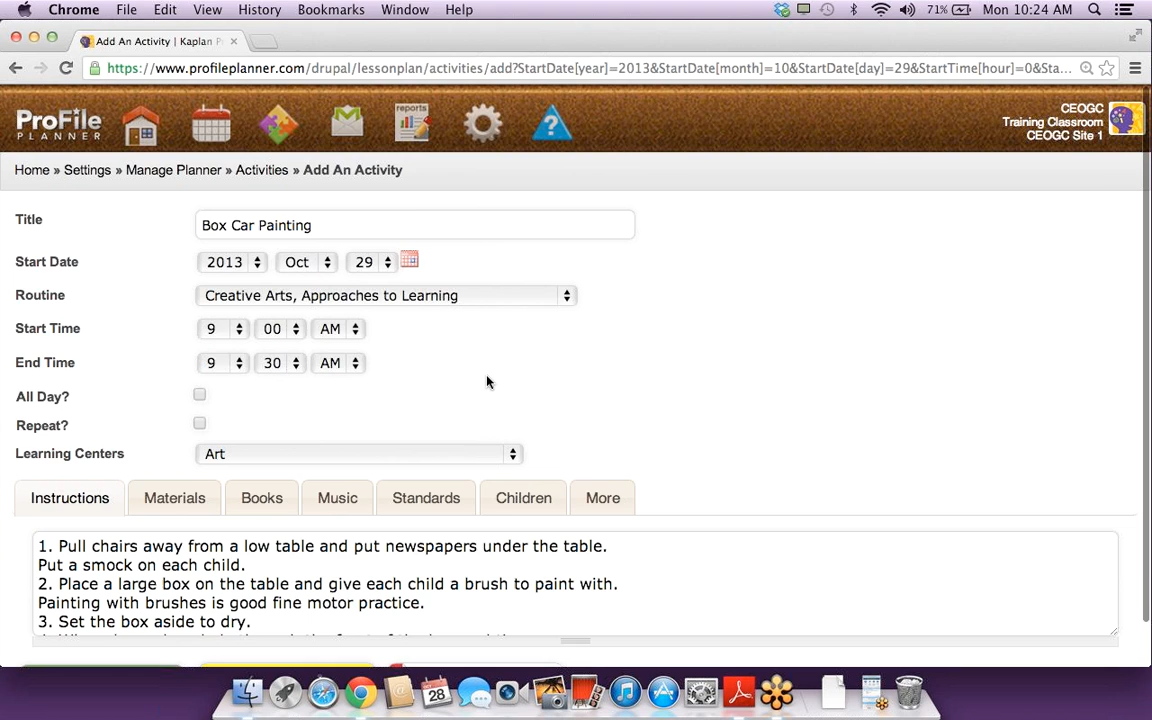 Chrome File Edit View History Bookmarks Window Help 71% Mon 10:24 AM
Add An Activity | Kaplan P
https://www.profileplanner.com/drupal/lessonplan/activities/add?StartDate[year]=2013&StartDate[month]=10&StartDate[day]=29&StartTime[hour]=0&Sta...
ProFile
PLANNER
reports
?
CEOGC
Training Classroom
CEOGC Site 1
Home » Settings » Manage Planner » Activities » Add An Activity
Title Box Car Painting
Start Date 2013 Oct 29
Routine Creative Arts, Approaches to Learning
Start Time 9 00 AM
End Time 9 30 AM
All Day?
Repeat?
Learning Centers Art
Instructions Materials Books Music Standards Children More
1. Pull chairs away from a low table and put newspapers under the table.
Put a smock on each child.
2. Place a large box on the table and give each child a brush to paint with.
Painting with brushes is good fine motor practice.
3. Set the box aside to dry.
28